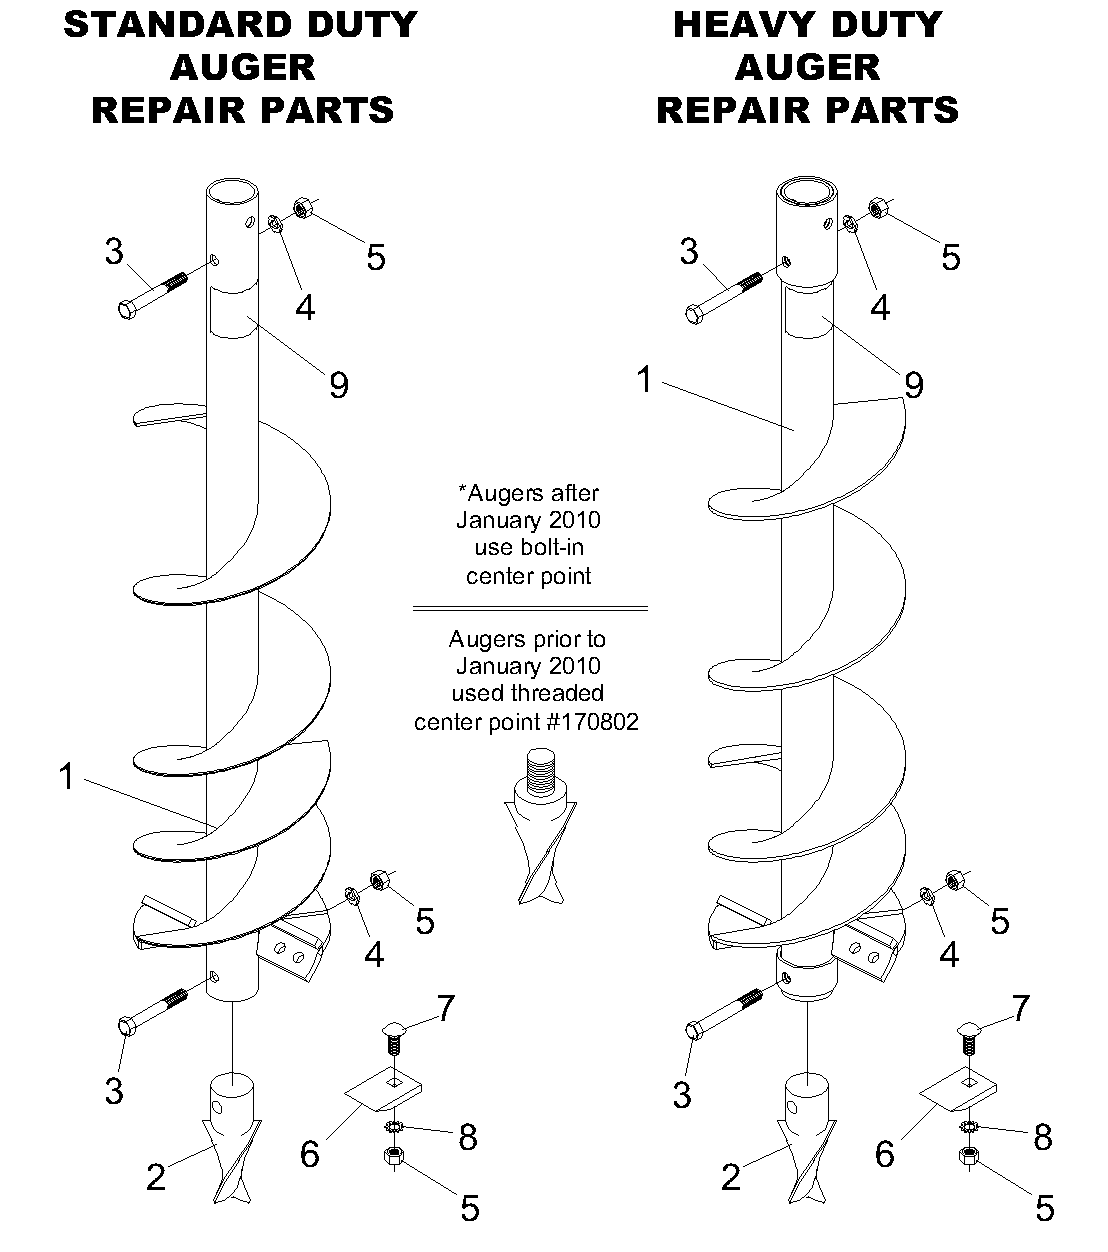 STANDARD DUTY
AUGER
REPAIR PARTS
HEAVY DUTY
AUGER
REPAIR PARTS
3
5
4
9
1
3
2
4
5
7
6
8
5
*Augers after
January 2010
use bolt-in
center point
Augers prior to
January 2010
used threaded
center point #170802
3
5
4
1
9
5
4
3
2
7
6
8
5